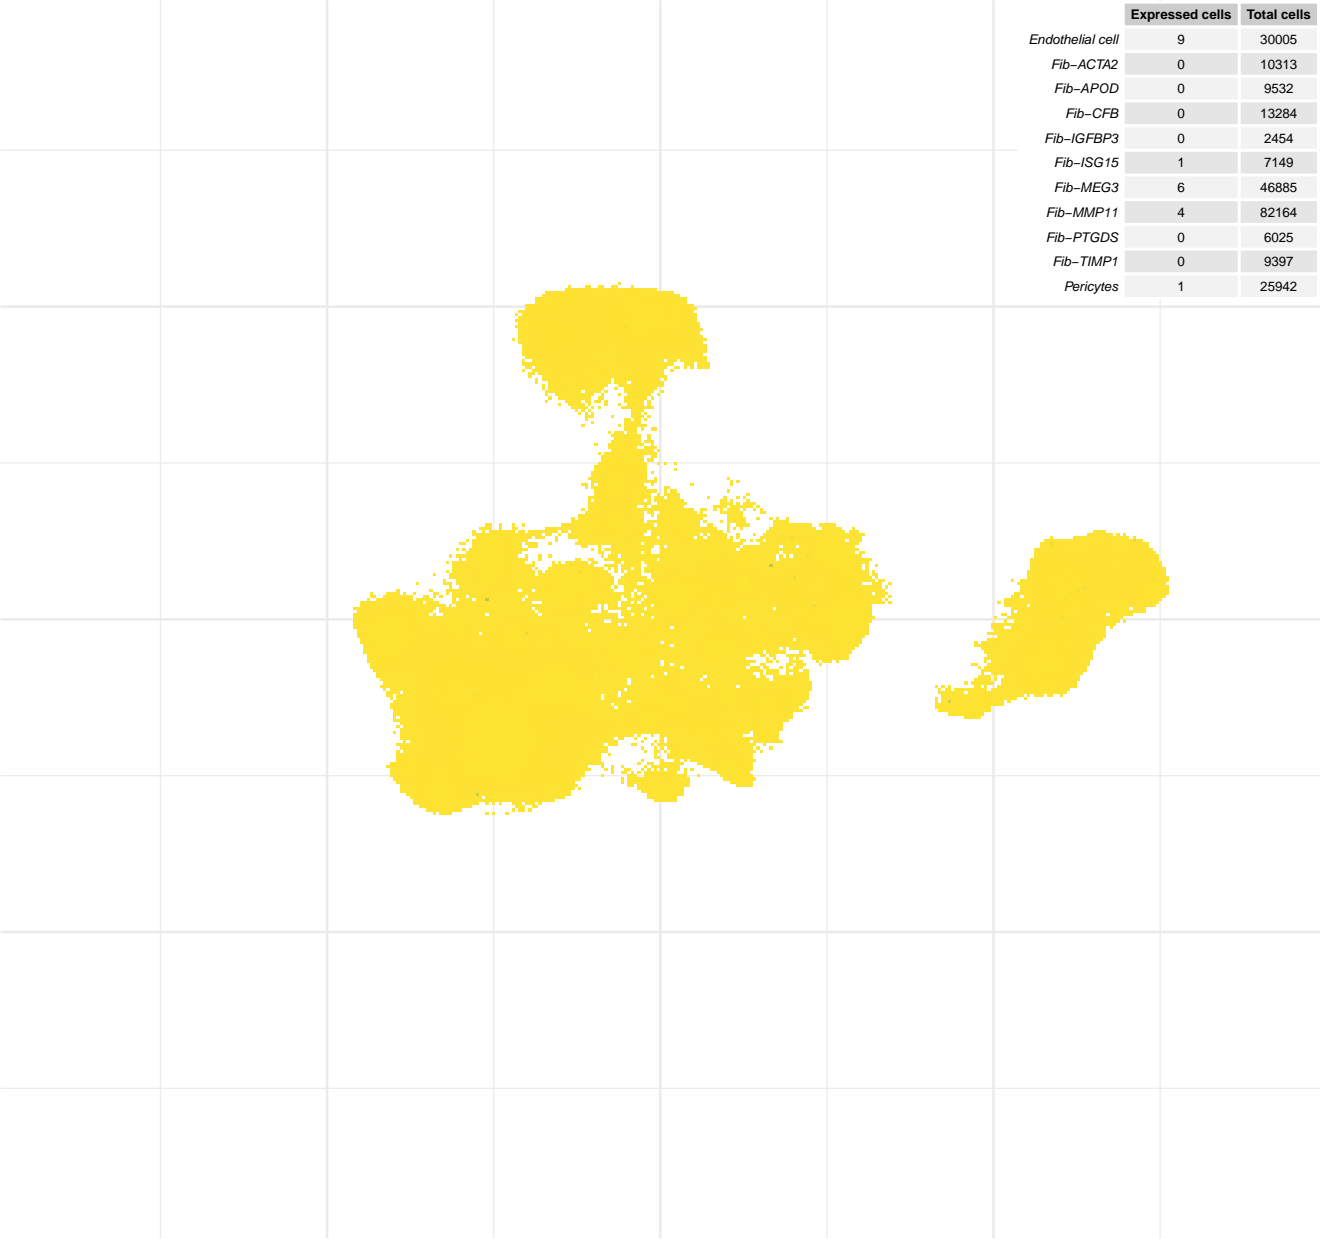 Expressed cells Total cells
Endothelial cell 9 30005
Fib−ACTA2 0 10313
Fib−APOD 0 9532
Fib−CFB 0 13284
Fib−IGFBP3 0 2454
Fib−ISG15 1 7149
Fib−MEG3 6 46885
Fib−MMP11 4 82164
Fib−PTGDS 0 6025
Fib−TIMP1 0 9397
Pericytes 1 25942